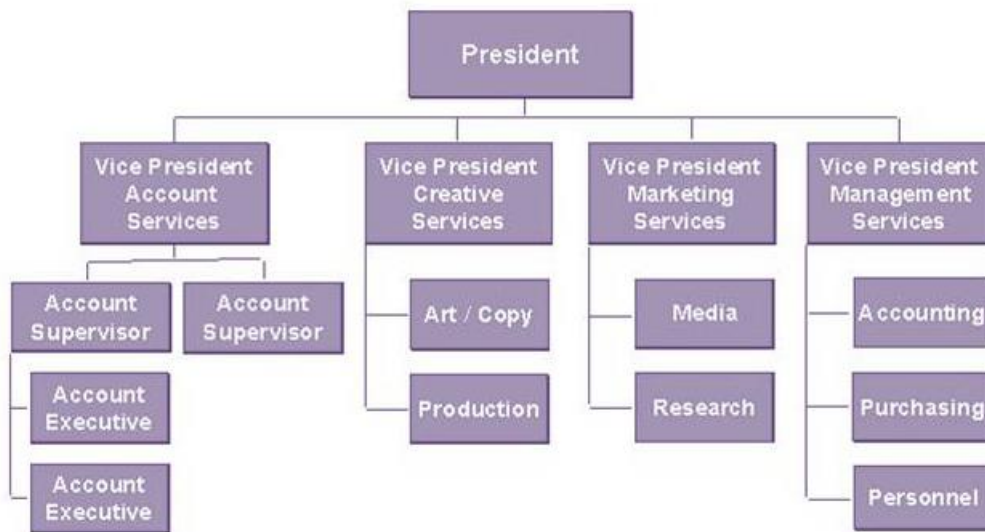 President
Vice President
Account
Services
Vice President
Creative
Services
Vice President
Marketing
Services
Vice President
Management
Services
Account
Supervisor
Account
Supervisor
Art / Copy
Media
Accounting
Account
Executive
Production
Research
Purchasing
Account
Executive
Personnel